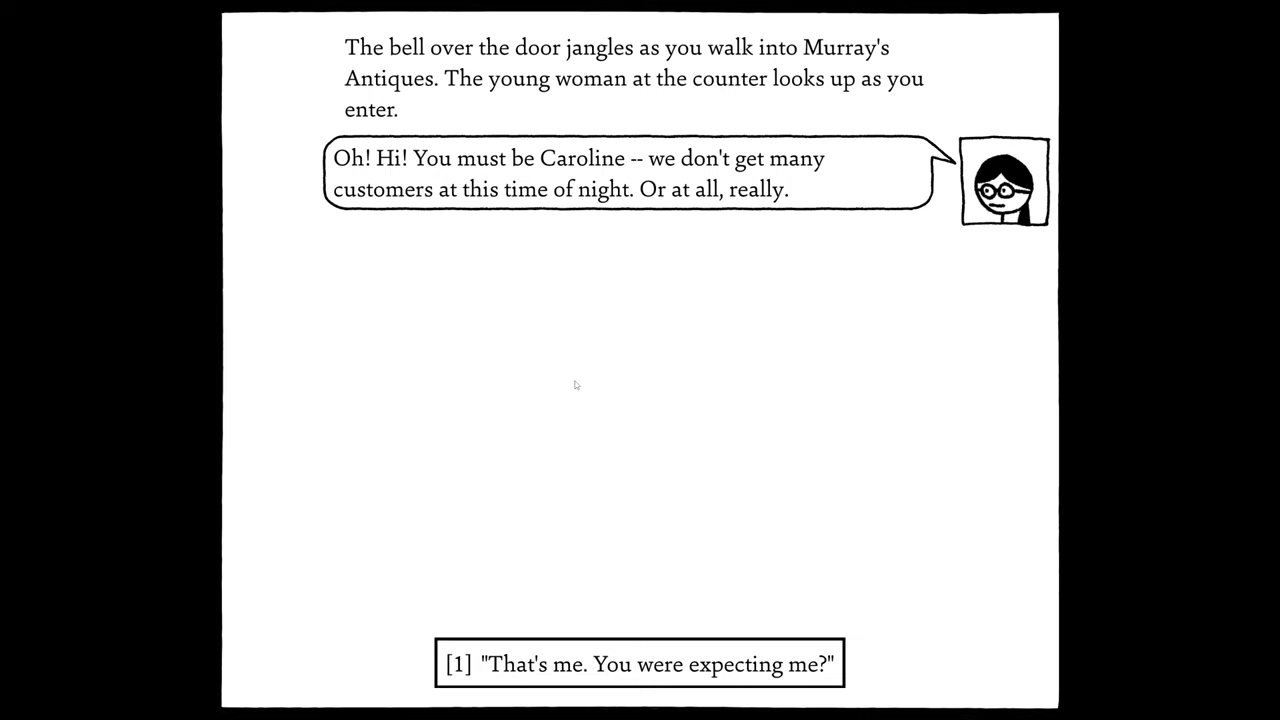 The bell over the door jangles as you walk into Murray's
Antiques. The young woman at the counter looks up as you
enter.
Oh! Hi! You must be Caroline -- we don't get many
customers at this time of night. Or at all, really.
[1] "That's me. You were expecting me?"